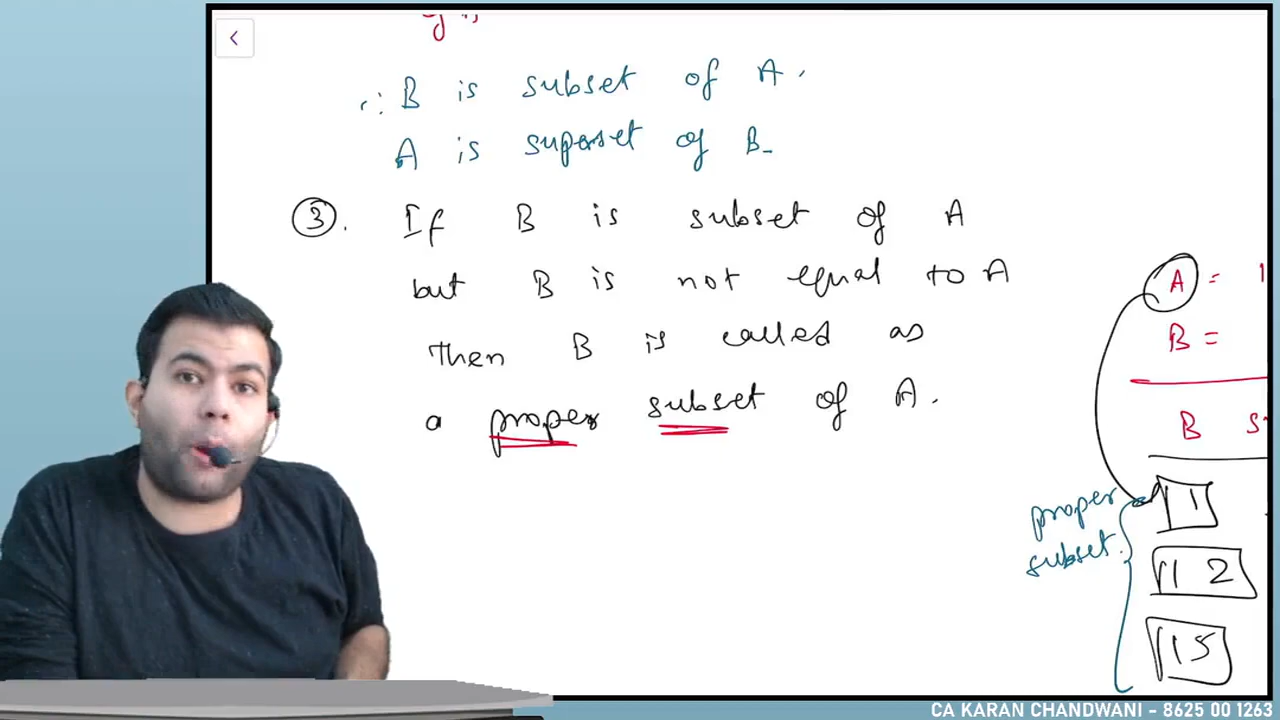 ∴ B is subset of A.
A is superset of B.
③. If B is subset of A
but B is not equal to A
then B is called as
a proper subset of A.
A = 1
B =
B
proper
subset.
1
1 2
1 5
CA KARAN CHANDWANI - 8625 00 1263